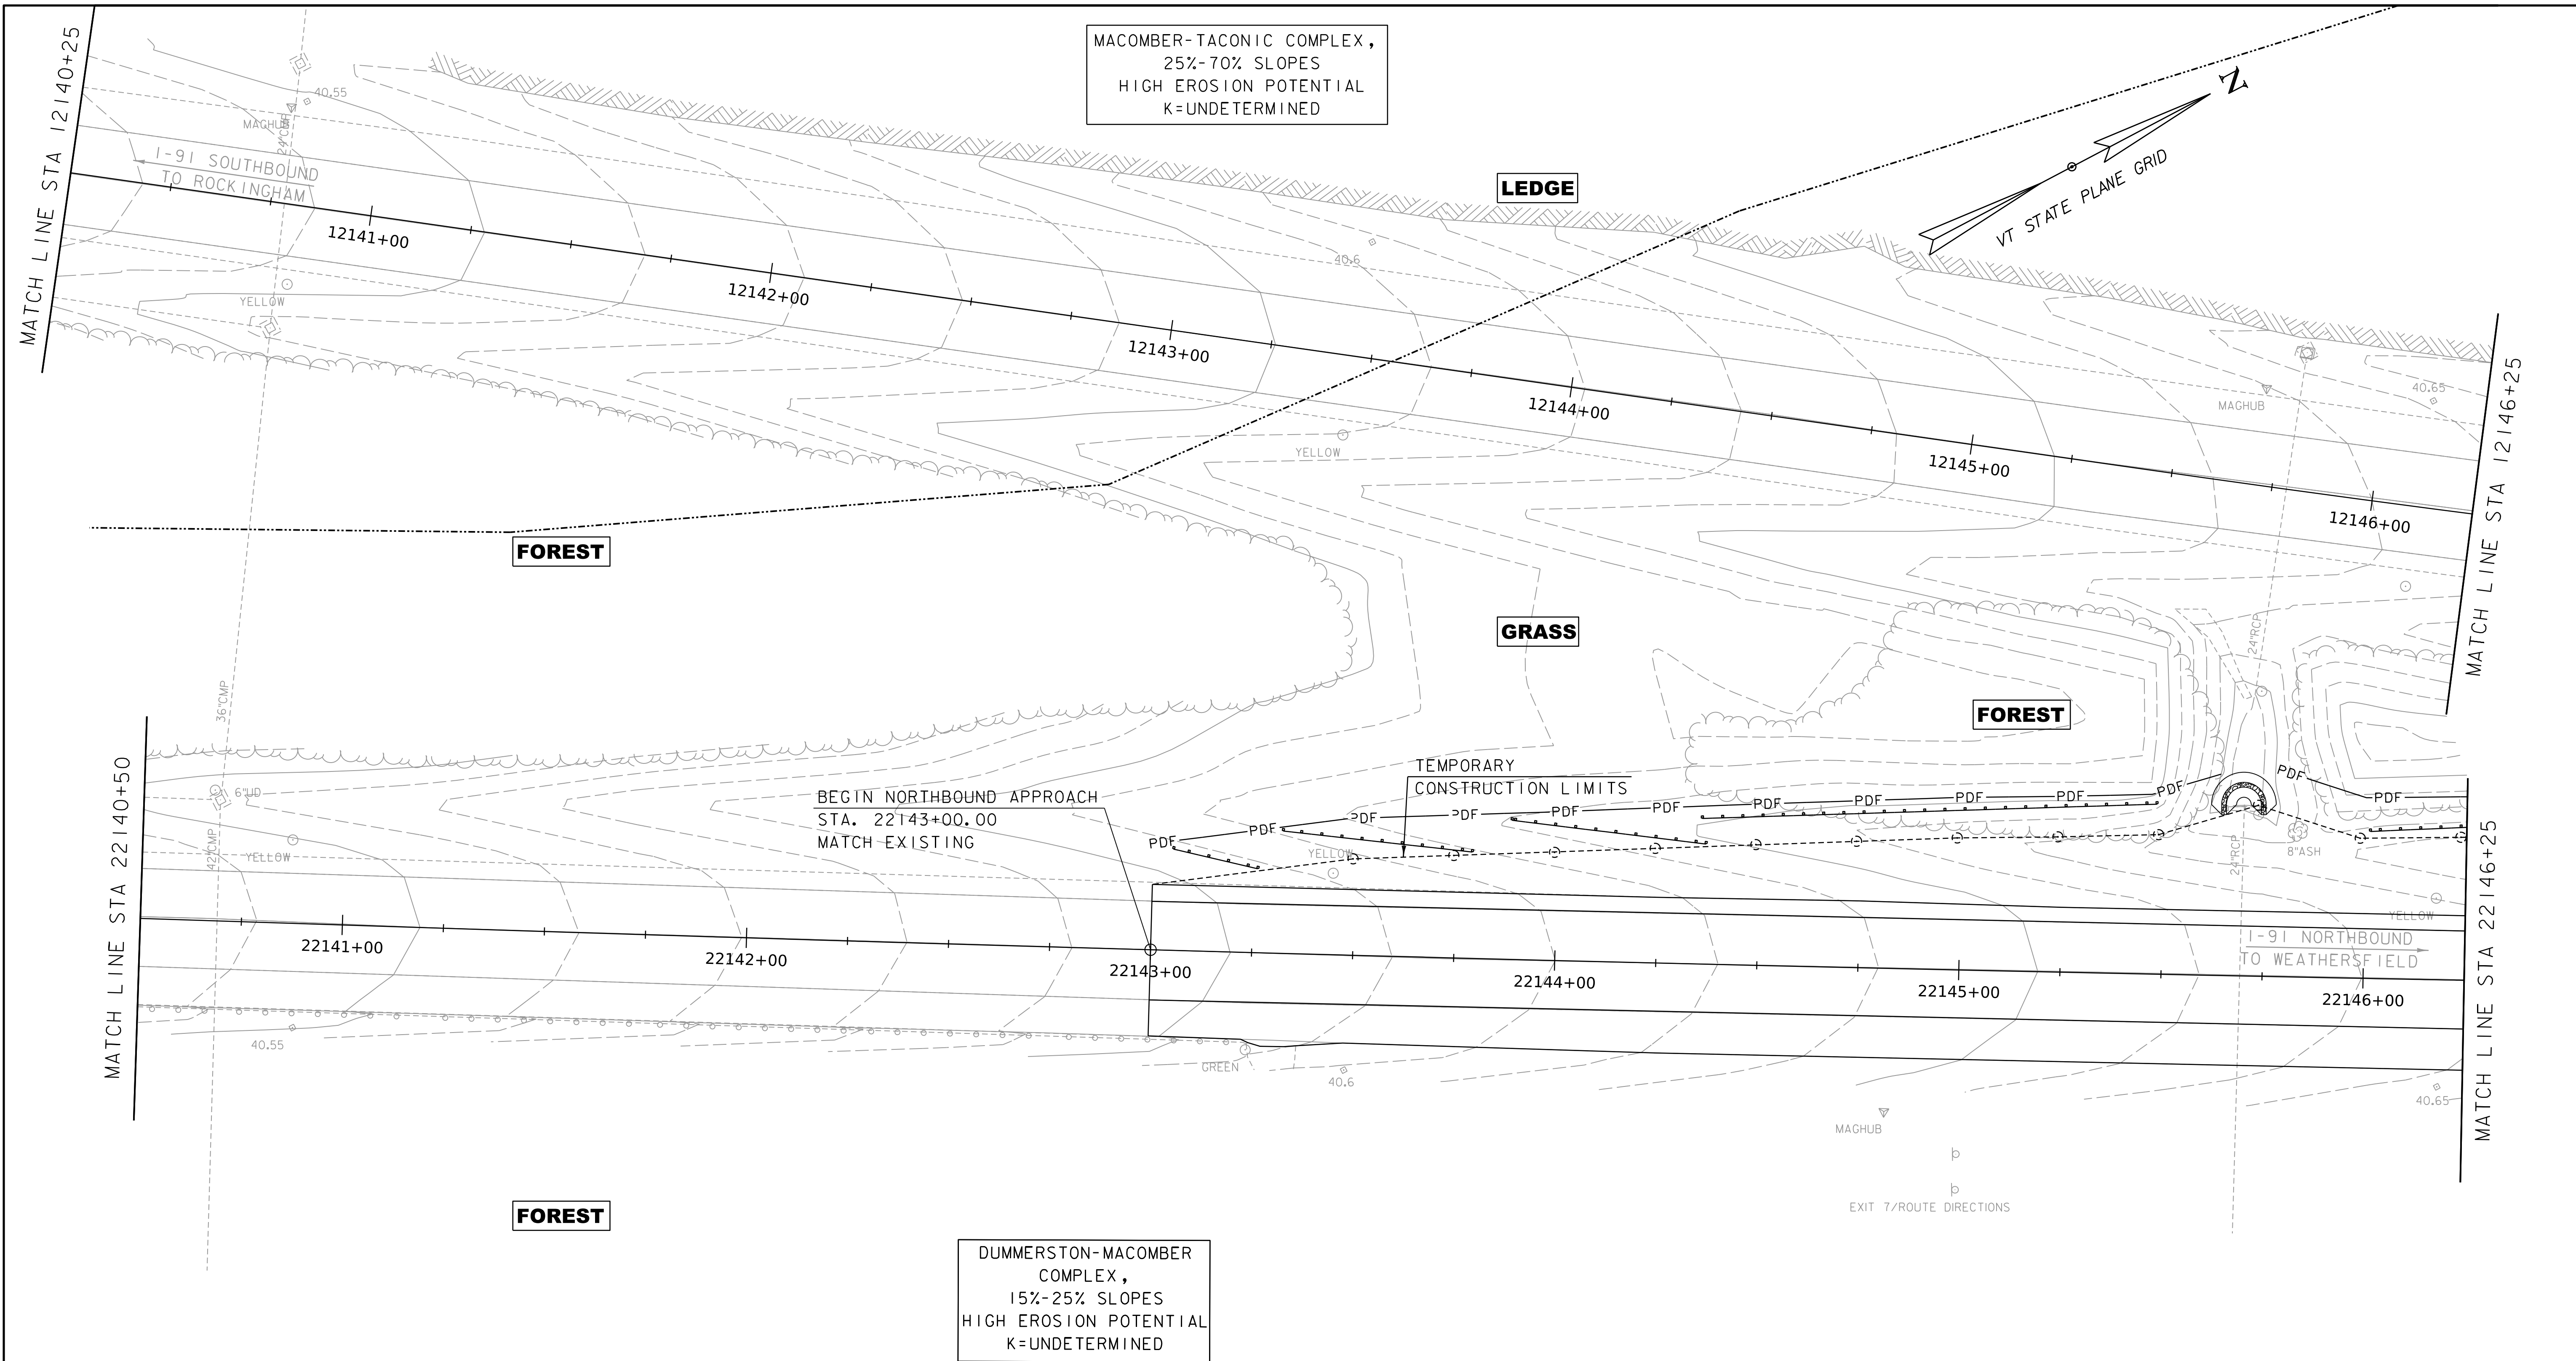 MACOMBER-TACONIC COMPLEX,
25%-70% SLOPES
HIGH EROSION POTENTIAL
K=UNDETERMINED
N
VT STATE PLANE GRID
MATCH LINE STA 12140+25
40.55
MAGHUB
24"CMP
I-91 SOUTHBOUND
TO ROCKINGHAM
12141+00
12142+00
12143+00
12144+00
12145+00
12146+00
LEDGE
40.6
40.65
MAGHUB
MATCH LINE STA 12146+25
YELLOW
YELLOW
FOREST
GRASS
FOREST
24"RCP
36"CMP
MATCH LINE STA 22140+50
6"UD
42"CMP
YELLOW
BEGIN NORTHBOUND APPROACH
STA. 22143+00.00
MATCH EXISTING
TEMPORARY
CONSTRUCTION LIMITS
PDF
PDF
PDF
PDF
PDF
PDF
PDF
PDF
PDF
PDF
PDF
PDF
PDF
YELLOW
8"ASH
24"RCP
YELLOW
I-91 NORTHBOUND
TO WEATHERSFIELD
22141+00
22142+00
22143+00
22144+00
22145+00
22146+00
MATCH LINE STA 22146+25
40.55
GREEN
40.6
40.65
MAGHUB
EXIT 7/ROUTE DIRECTIONS
FOREST
DUMMERSTON-MACOMBER
COMPLEX,
15%-25% SLOPES
HIGH EROSION POTENTIAL
K=UNDETERMINED